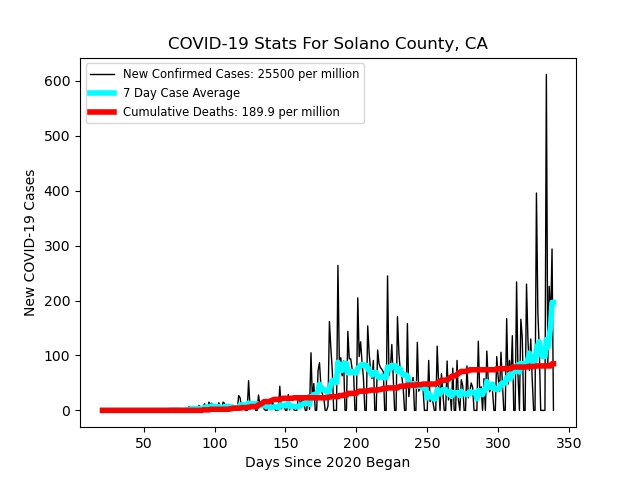 COVID-19 Stats For Solano County, CA
New Confirmed Cases: 25500 per million
7 Day Case Average
Cumulative Deaths: 189.9 per million
New COVID-19 Cases
600
500
400
300
200
100
0
50 100 150 200 250 300 350
Days Since 2020 Began